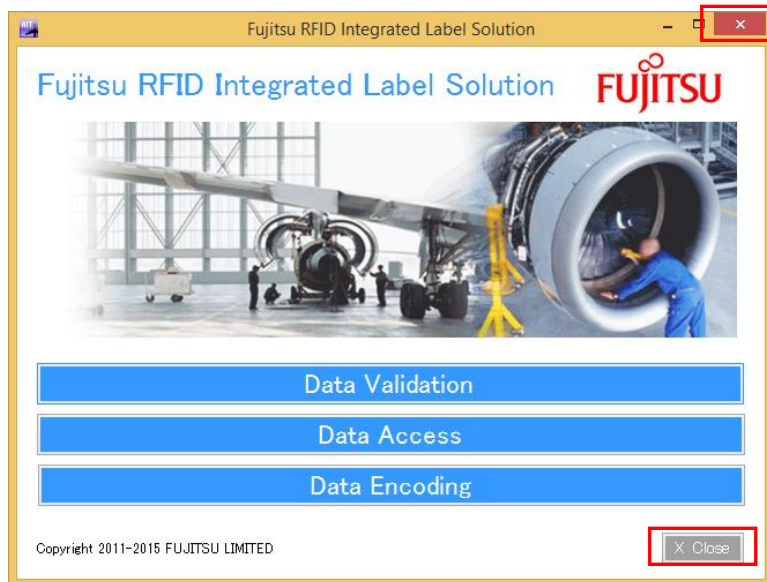 Fujitsu RFID Integrated Label Solution
Fujitsu RFID Integrated Label Solution
FUJITSU
Data Validation
Data Access
Data Encoding
Copyright 2011-2015 FUJITSU LIMITED
X Close